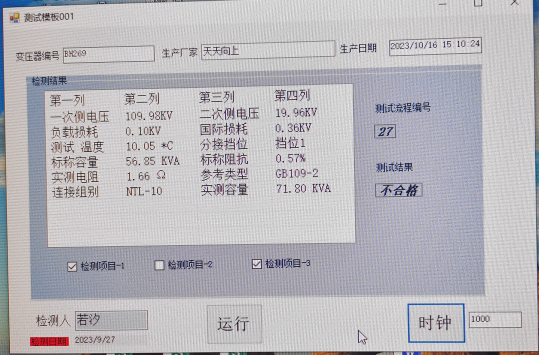 测试模板001
变压器编号 BH269 生产厂家 天天向上 生产日期 2023/10/16 15 10 24
检测结果
第一列 第二列 第三列 第四列
一次侧电压 109.98KV 二次侧电压 19.96KV
负载损耗 0.10KV 国际损耗 0.36KV
测试 温度 10.05 *C 分接挡位 挡位1
标称容量 56.85 KVA 标称阻抗 0.57%
实测电阻 1.66 Ω 参考类型 GB109-2
连接组别 NTL-10 实测容量 71.80 KVA
测试流程编号
27
测试结果
不合格
检测项目-1 检测项目-2 检测项目-3
检测人 若汐 运行 时钟 1000
检测日期 2023/9/27